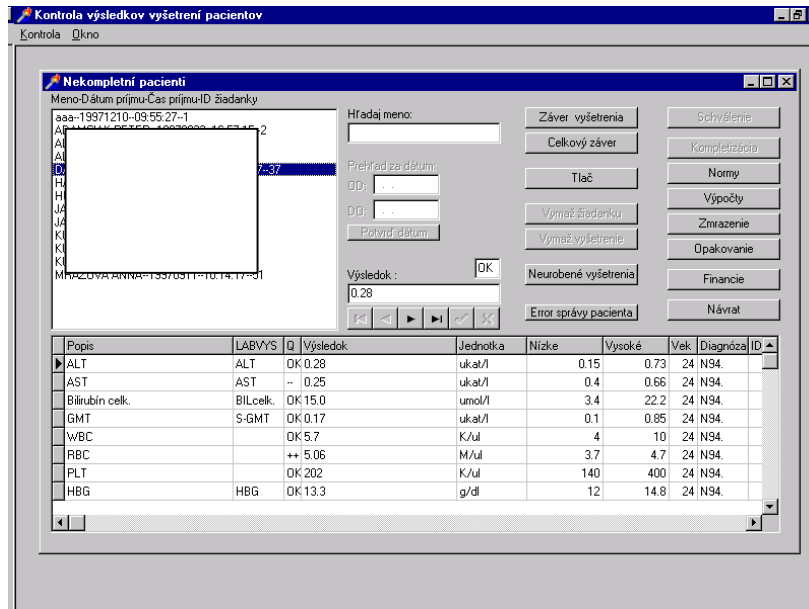 Kontrola výsledkov vyšetrení pacientov
Kontrola Okno
Nekompletní pacienti
Meno-Dátum príjmu-Čas príjmu-ID žiadanky
aaa--19971210--09:55:27--1
Hľadaj meno:
Prehľad za dátum:
OD: . .
DO: . .
Potvrď dátum
Výsledok :
OK
0.28
Záver vyšetrenia
Celkový záver
Tlač
Vymaž žiadanku
Vymaž vyšetrenie
Neurobené vyšetrenia
Error správy pacienta
Schválenie
Kompletizácia
Normy
Výpočty
Zmrazenie
Opakovanie
Financie
Návrat
Popis LABVYS Q Výsledok Jednotka Nízke Vysoké Vek Diagnóza ID
ALT ALT OK 0.28 ukat/l 0.15 0.73 24 N94.
AST AST -- 0.25 ukat/l 0.4 0.66 24 N94.
Bilirubín celk. BILcelk. OK 15.0 umol/l 3.4 22.2 24 N94.
GMT S-GMT OK 0.17 ukat/l 0.1 0.85 24 N94.
WBC OK 5.7 K/ul 4 10 24 N94.
RBC ++ 5.06 M/ul 3.7 4.7 24 N94.
PLT OK 202 K/ul 140 400 24 N94.
HBG HBG OK 13.3 g/dl 12 14.8 24 N94.